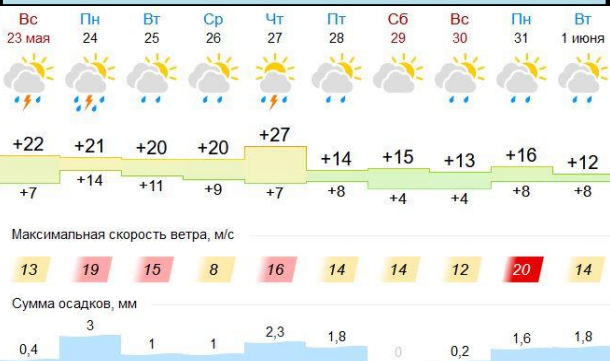 Вс Пн Вт Ср Чт Пт Сб Вс Пн Вт
23 мая 24 25 26 27 28 29 30 31 1 июня
+22 +21 +20 +20 +27 +14 +15 +13 +16 +12
+7 +14 +11 +9 +7 +8 +4 +4 +8 +8
Максимальная скорость ветра, м/с
13 19 15 8 16 14 14 12 20 14
Сумма осадков, мм
0,4 3 1 1 2,3 1,8 0 0,2 1,6 1,8